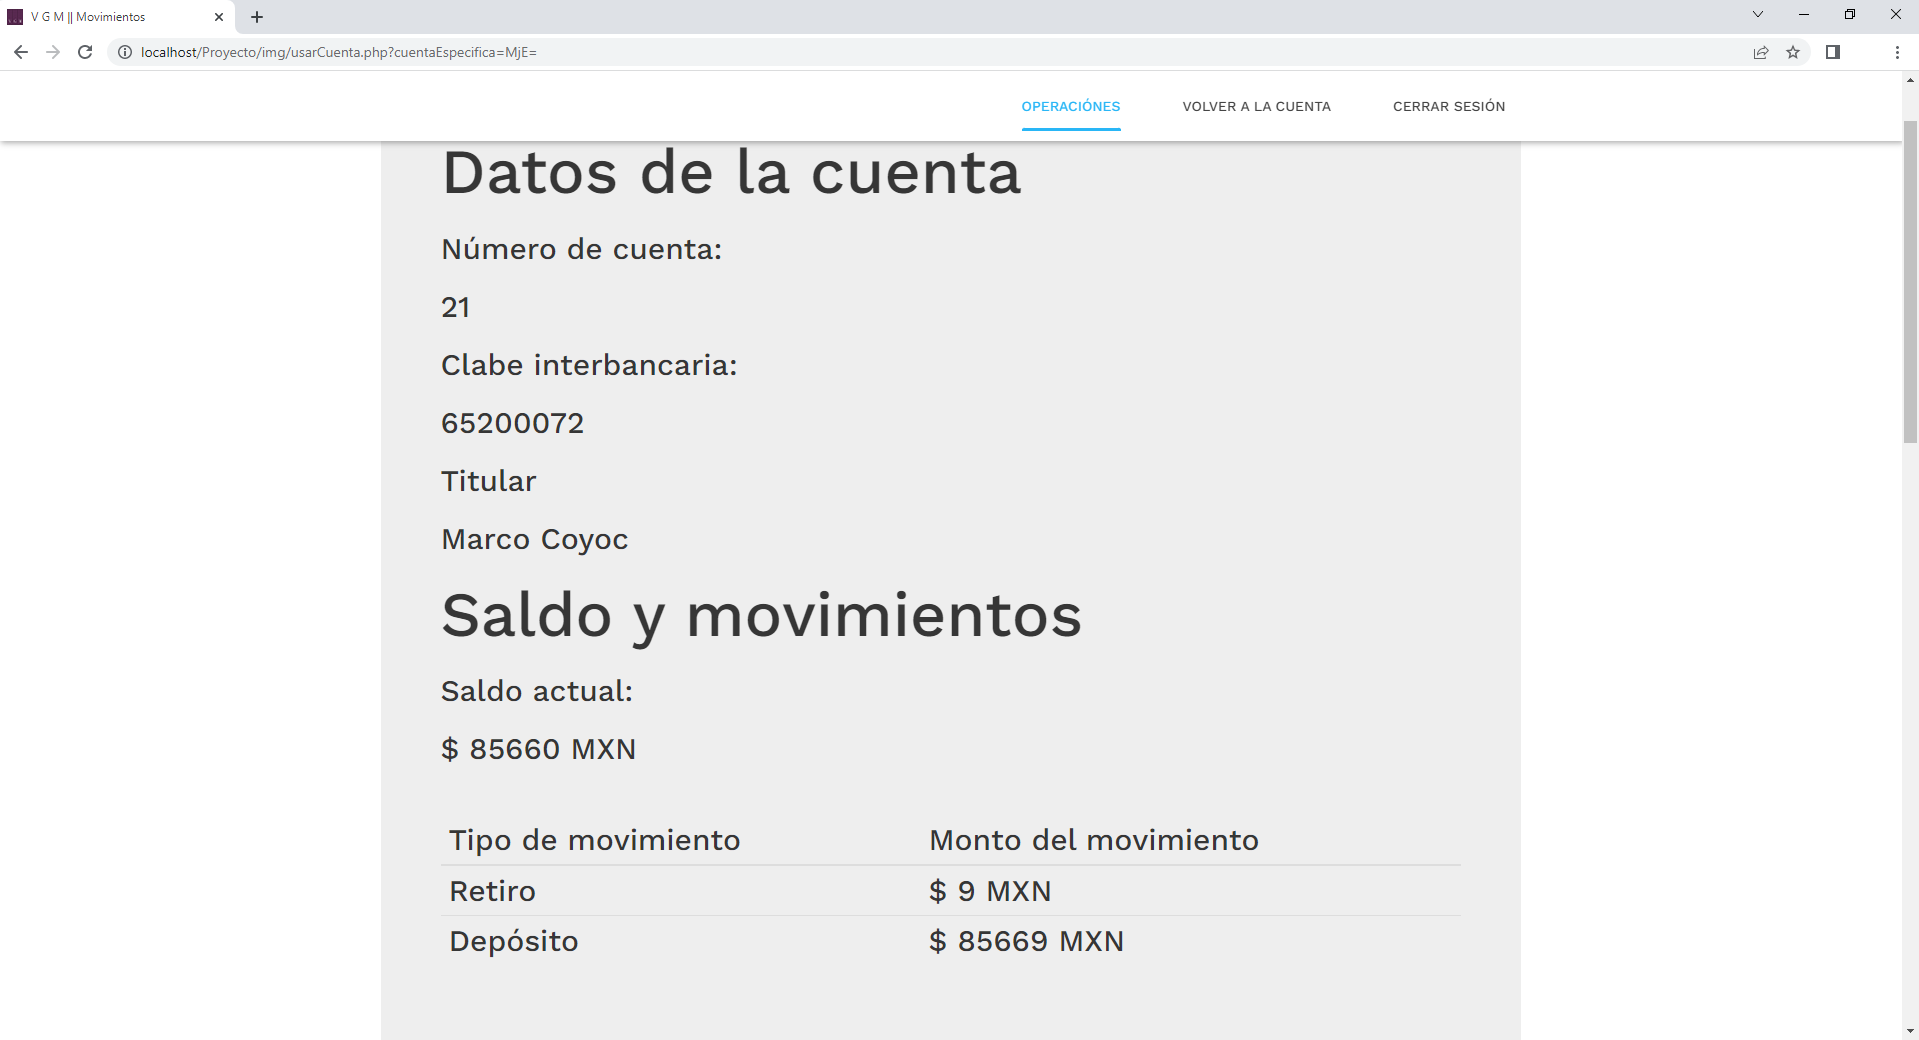 V G M || Movimientos
localhost/Proyecto/img/usarCuenta.php?cuentaEspecifica=MjE=
OPERACIÓNES VOLVER A LA CUENTA CERRAR SESIÓN
Datos de la cuenta
Número de cuenta:
21
Clabe interbancaria:
65200072
Titular
Marco Coyoc
Saldo y movimientos
Saldo actual:
$ 85660 MXN
Tipo de movimiento Monto del movimiento
Retiro $ 9 MXN
Depósito $ 85669 MXN